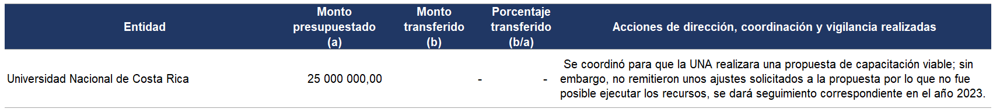 Entidad
Monto
presupuestado
(a)
Monto
transferido
(b)
Porcentaje
transferido
(b/a)
Acciones de dirección, coordinación y vigilancia realizadas
Universidad Nacional de Costa Rica
25 000 000,00
-
-
Se coordinó para que la UNA realizara una propuesta de capacitación viable; sin
embargo, no remitieron unos ajustes solicitados a la propuesta por lo que no fue
posible ejecutar los recursos, se dará seguimiento correspondiente en el año 2023.